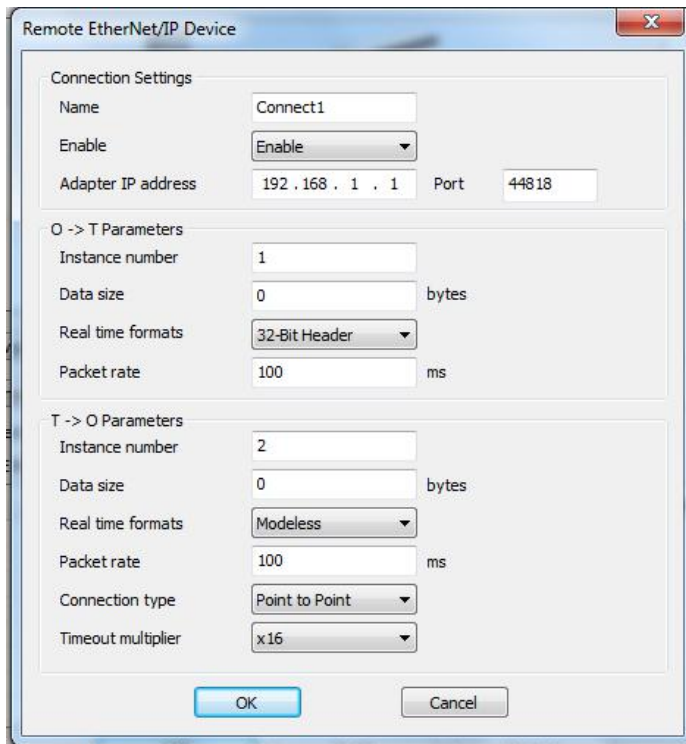 Remote EtherNet/IP Device
Connection Settings
Name Connect1
Enable Enable
Adapter IP address 192 . 168 . 1 . 1 Port 44818
O -> T Parameters
Instance number 1
Data size 0 bytes
Real time formats 32-Bit Header
Packet rate 100 ms
T -> O Parameters
Instance number 2
Data size 0 bytes
Real time formats Modeless
Packet rate 100 ms
Connection type Point to Point
Timeout multiplier x16
OK Cancel